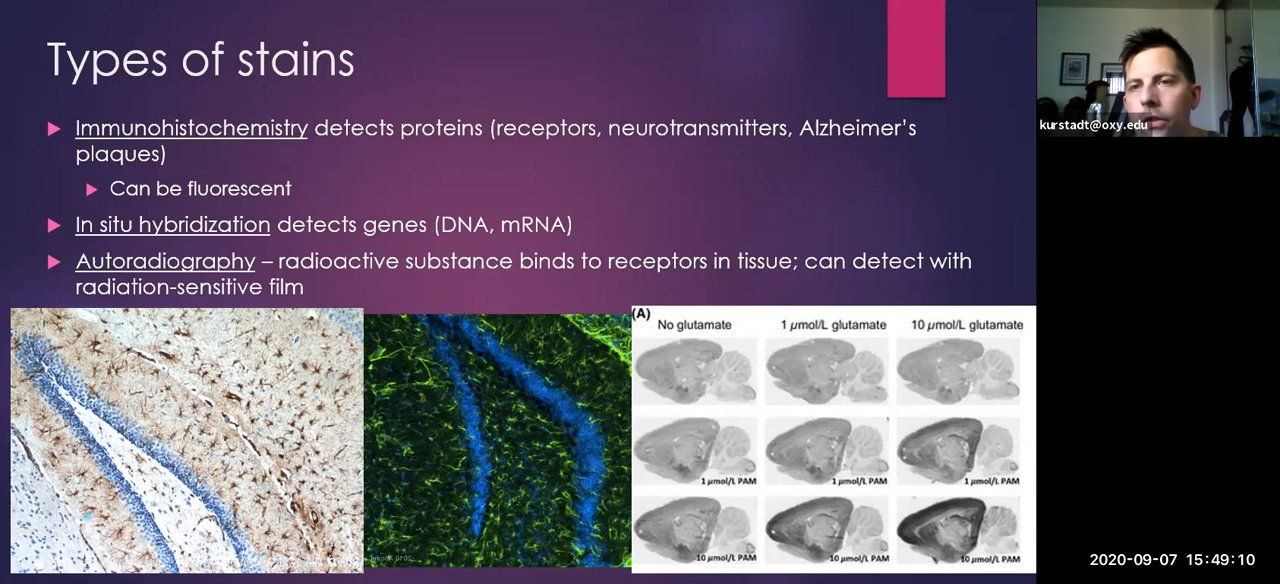 Types of stains
Immunohistochemistry detects proteins (receptors, neurotransmitters, Alzheimer's
plaques)
Can be fluorescent
In situ hybridization detects genes (DNA, mRNA)
Autoradiography – radioactive substance binds to receptors in tissue; can detect with
radiation-sensitive film
(A)
No glutamate 1 µmol/L glutamate 10 µmol/L glutamate
1 µmol/L PAM 1 µmol/L PAM 1 µmol/L PAM
10 µmol/L PAM 10 µmol/L PAM 10 µmol/L PAM
kurstadt@oxy.edu
2020-09-07 15:49:10